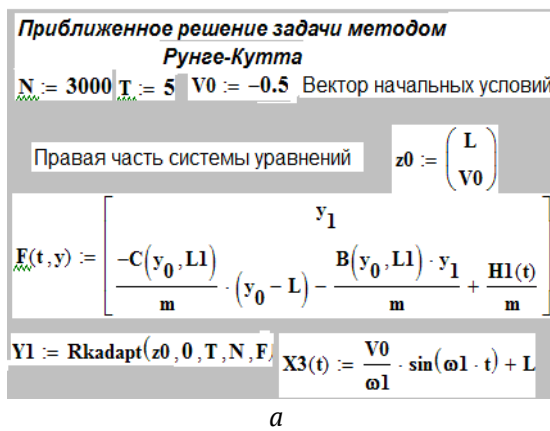 Приближенное решение задачи методом
Рунге-Кутта
N := 3000 T := 5 V0 := −0.5 Вектор начальных условий
Правая часть системы уравнений z0 := (L V0)
F(t,y) := [y1 −C(y0,L1)/m · (y0 − L) − B(y0,L1) · y1/m + H1(t)/m]
Y1 := Rkadapt(z0,0,T,N,F) X3(t) := V0/ω1 · sin(ω1 · t) + L
а